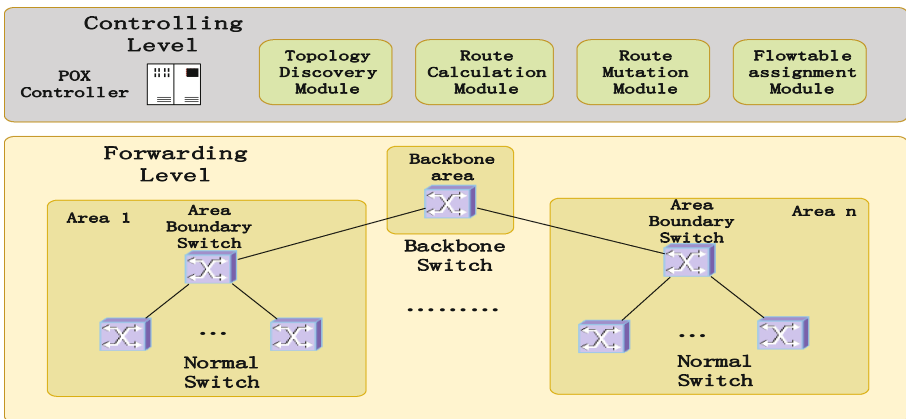 Controlling
Level
POX
Controller
Topology
Discovery
Module
Route
Calculation
Module
Route
Mutation
Module
Flowtable
assignment
Module
Forwarding
Level
Backbone
area
Backbone
Switch
.........
Area 1
Area
Boundary
Switch
...
Normal
Switch
Area n
Area
Boundary
Switch
...
Normal
Switch